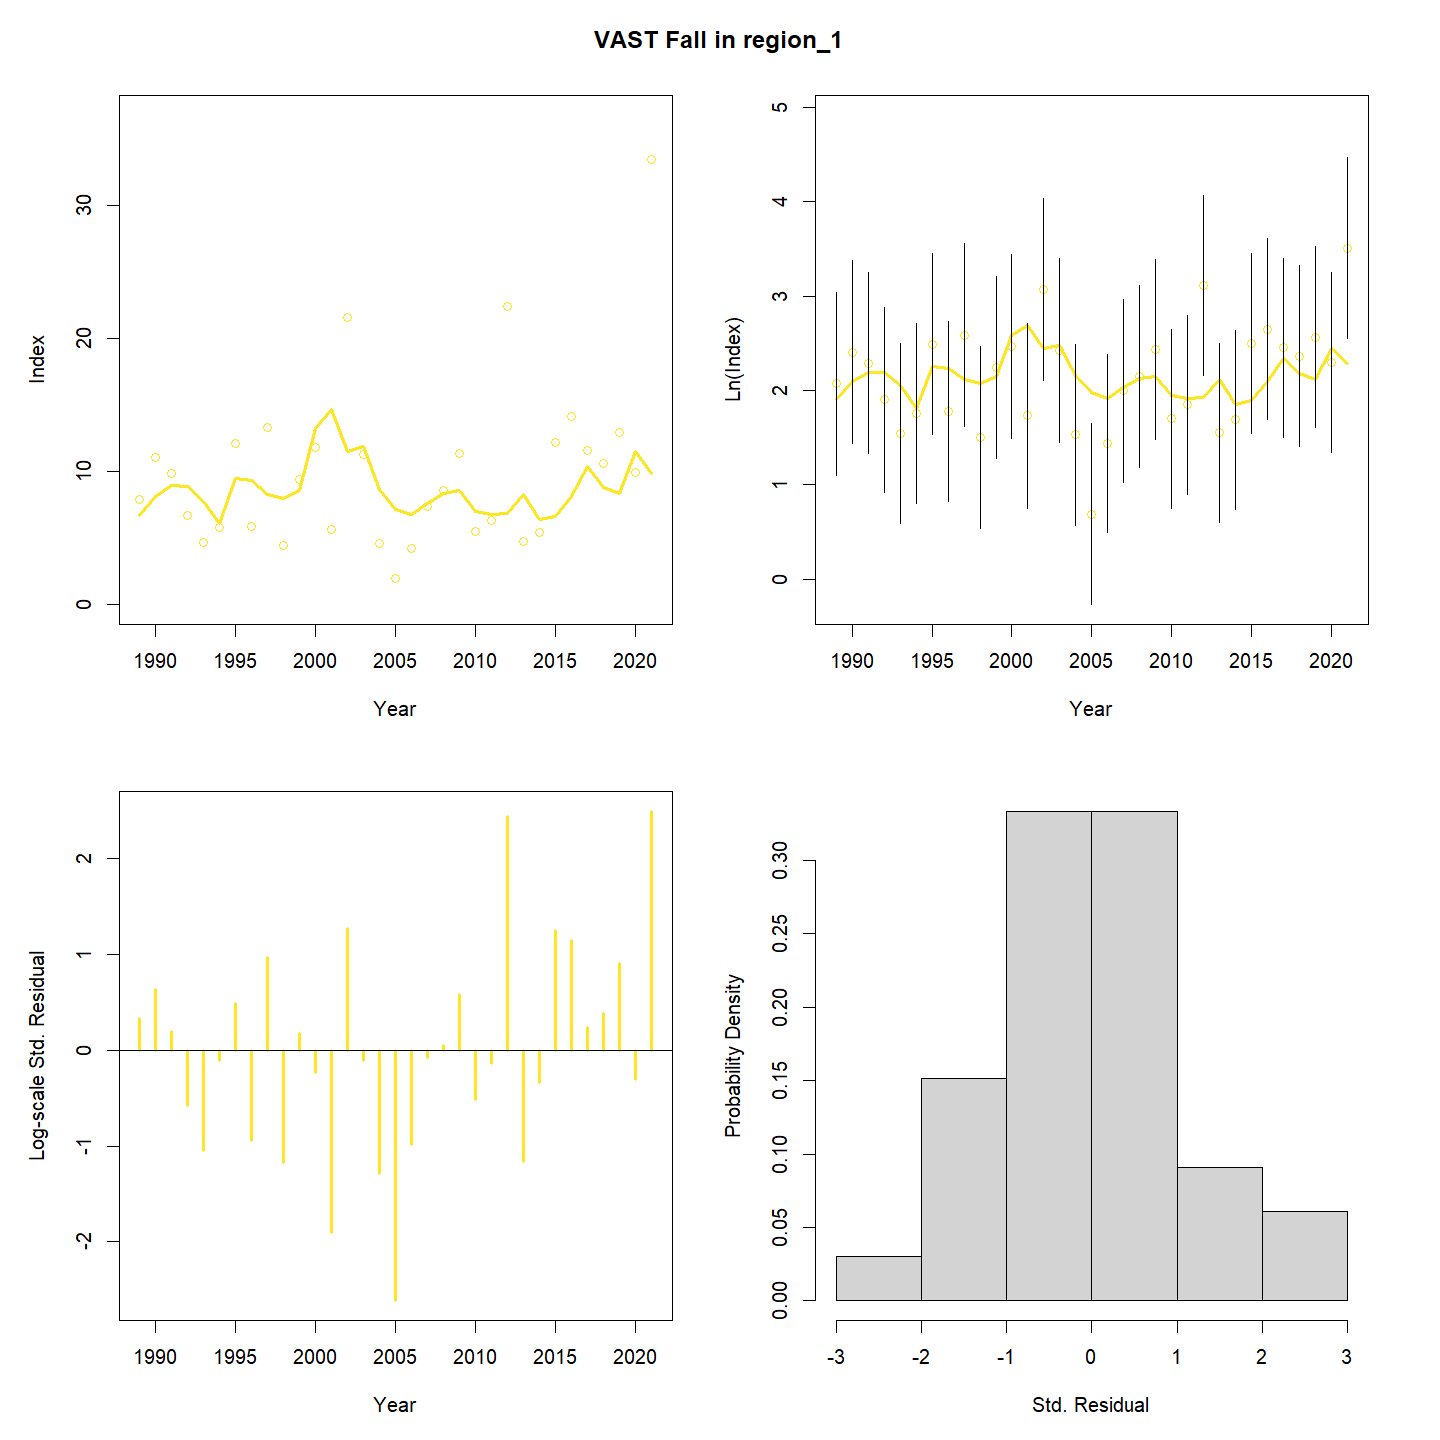 VAST Fall in region_1
Index
0 10 20 30
1990 1995 2000 2005 2010 2015 2020
Year
Ln(Index)
0 1 2 3 4 5
1990 1995 2000 2005 2010 2015 2020
Year
Log-scale Std. Residual
-2 -1 0 1 2
1990 1995 2000 2005 2010 2015 2020
Year
Probability Density
0.00 0.05 0.10 0.15 0.20 0.25 0.30
-3 -2 -1 0 1 2 3
Std. Residual